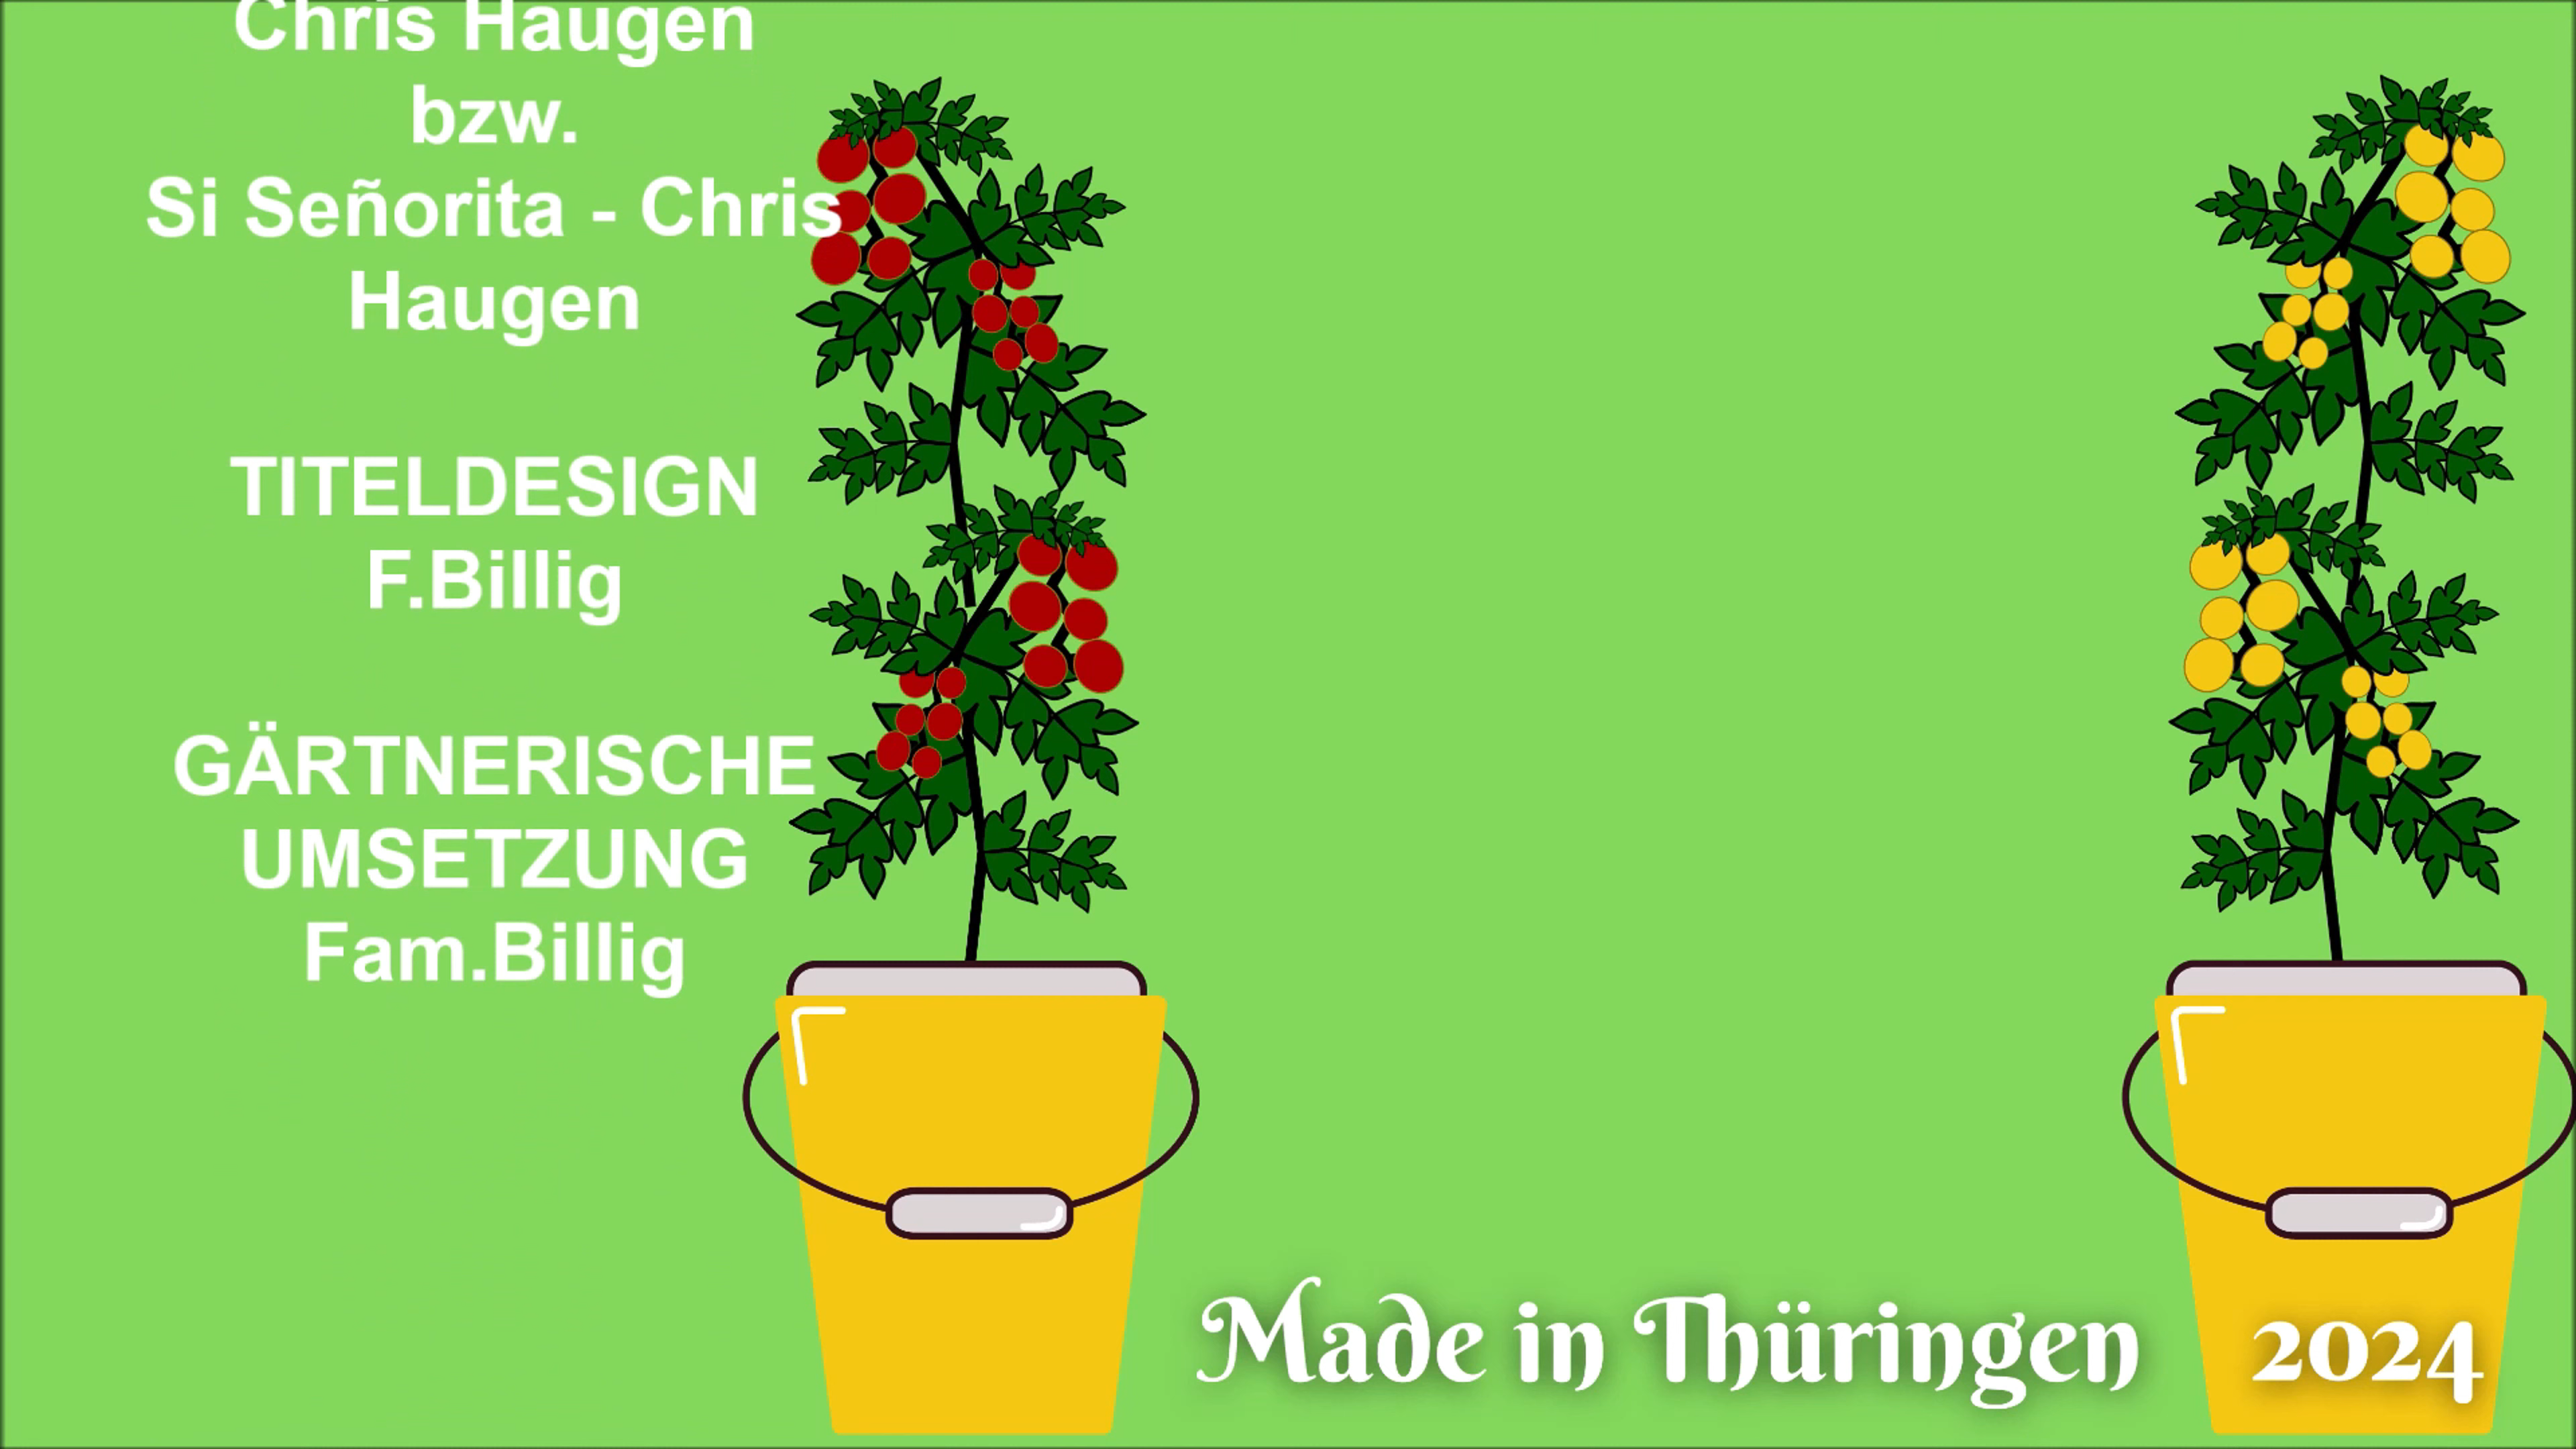 Chris Haugen
bzw.
Si Señorita - Chris
Haugen
TITELDESIGN
F.Billig
GÄRTNERISCHE
UMSETZUNG
Fam.Billig
Made in Thüringen 2024